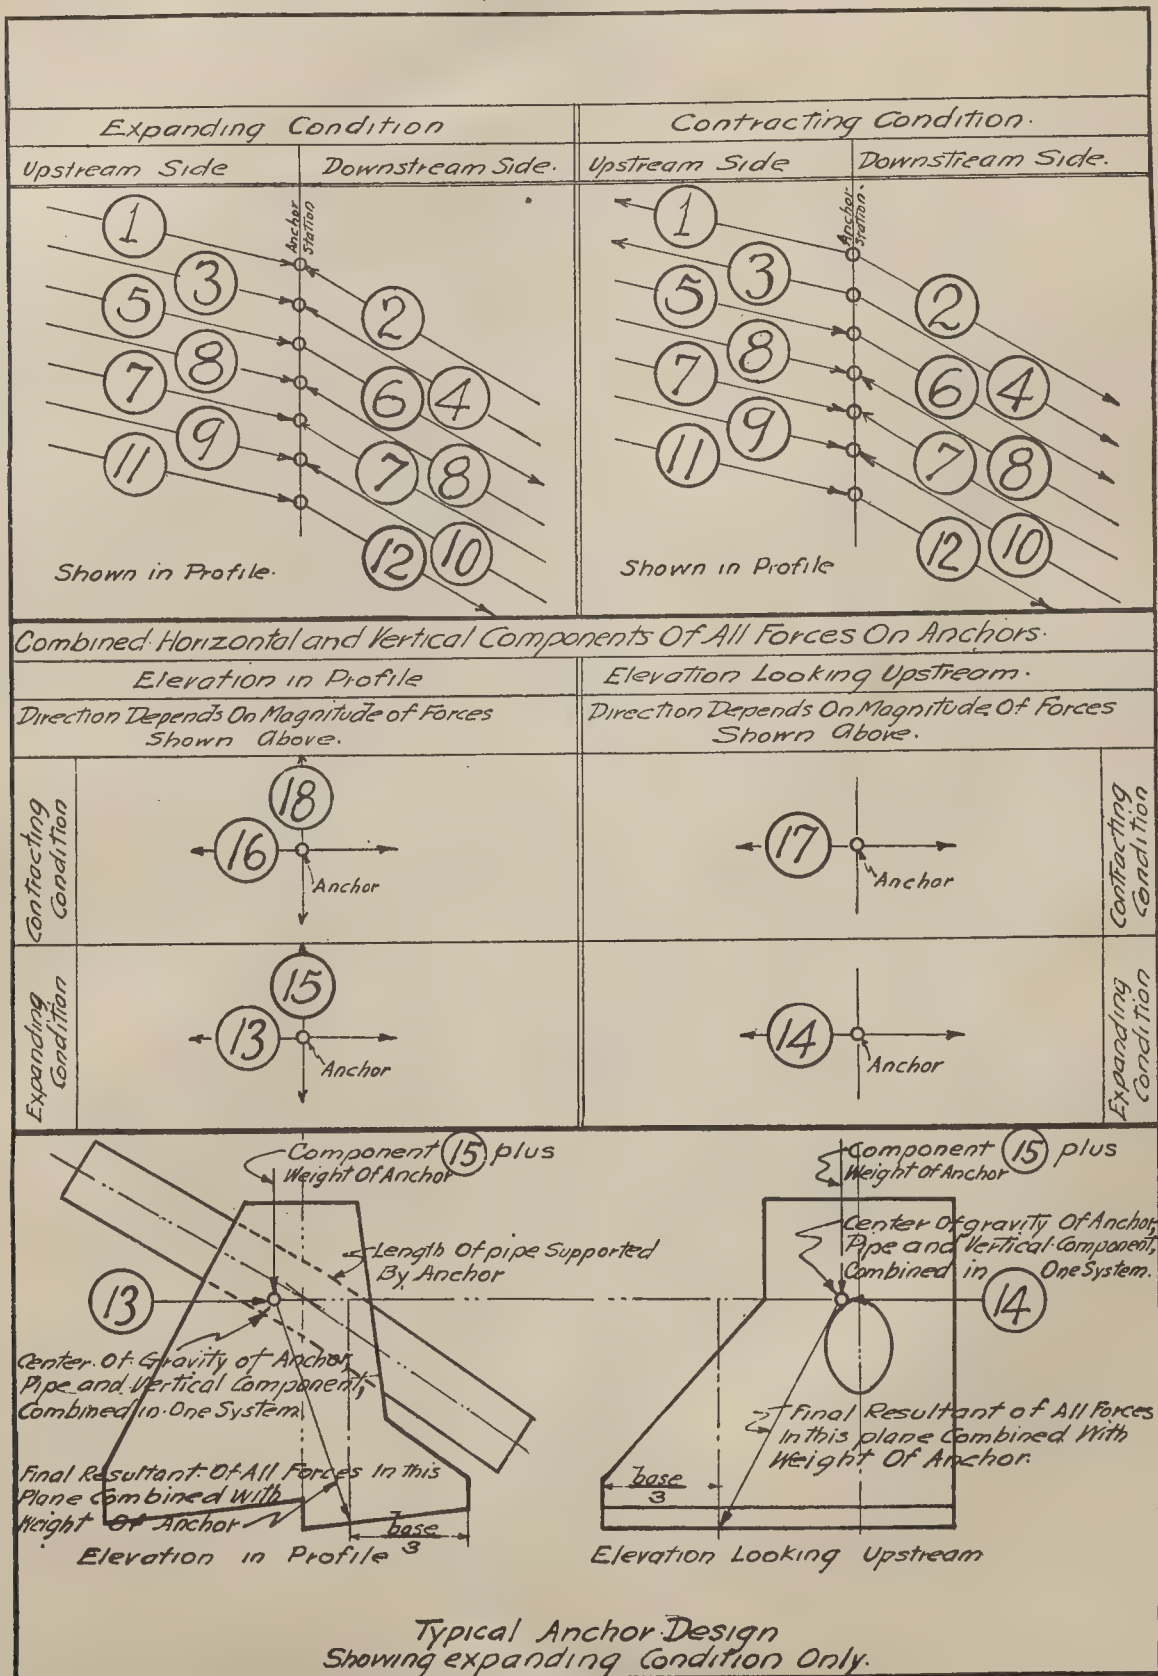 Expanding Condition
Contracting Condition.
Upstream Side
Downstream Side.
Upstream Side
Downstream Side.
Anchor
Station
1
3
5
8
7
9
11
2
4
6
8
7
10
12
Shown in Profile.
Anchor
Station.
1
3
5
8
7
9
11
2
4
6
8
7
10
12
Shown in Profile
Combined Horizontal and Vertical Components Of All Forces On Anchors.
Elevation in Profile
Elevation Looking Upstream.
Direction Depends On Magnitude of Forces
Shown Above.
Direction Depends On Magnitude Of Forces
Shown Above.
Contracting
Condition
18
16
Anchor
17
Anchor
Contracting
Condition
Expanding
Condition
15
13
Anchor
14
Anchor
Expanding
Condition
Component 15 plus
Weight Of Anchor
Length Of pipe Supported
By Anchor
13
Center Of Gravity of Anchor,
Pipe and Vertical Component,
Combined in One System.
Final Resultant Of All Forces In this
Plane Combined With
Weight Of Anchor
base
3
Elevation in Profile
Component 15 plus
Weight Of Anchor
Center Of gravity Of Anchor,
Pipe and Vertical Component,
Combined in One System.
14
Final Resultant of All Forces
In this plane Combined With
Weight Of Anchor.
base
3
Elevation Looking Upstream
Typical Anchor Design
Showing expanding Condition Only.